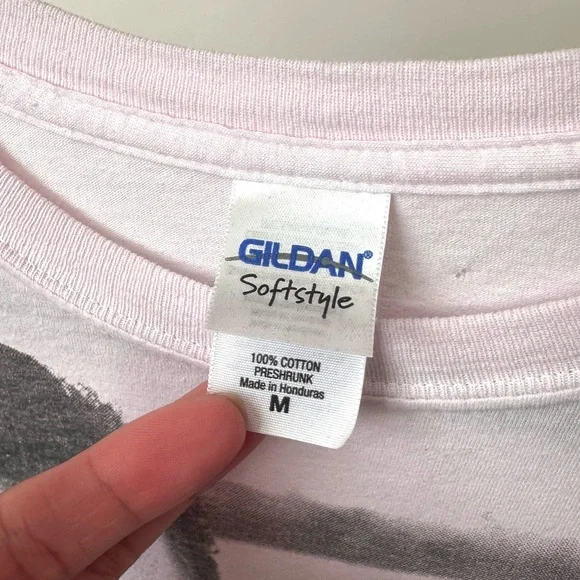 GILDAN®
Softstyle
100% COTTON
PRESHRUNK
Made in Honduras
M